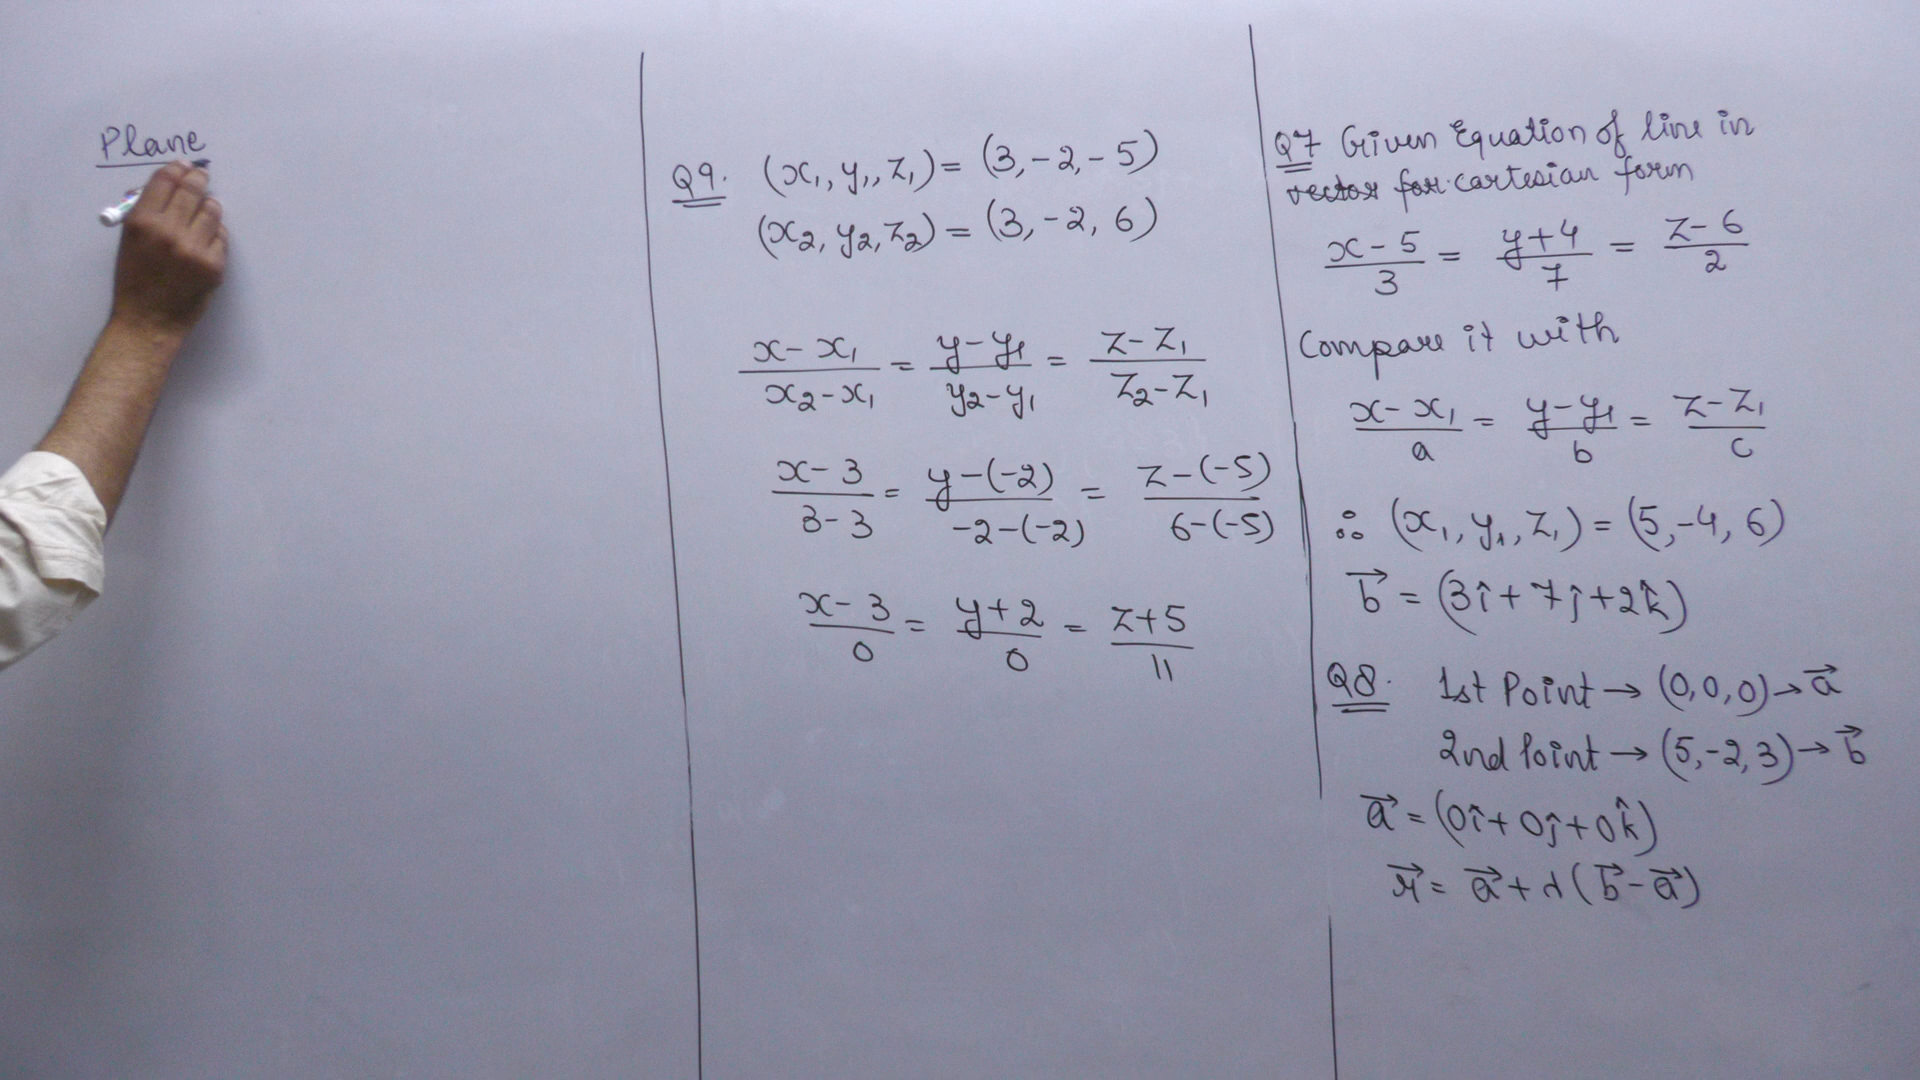 Plane
Q9. (x₁, y₁, z₁) = (3, -2, -5)
(x₂, y₂, z₂) = (3, -2, 6)
(x - x₁)/(x₂ - x₁) = (y - y₁)/(y₂ - y₁) = (z - z₁)/(z₂ - z₁)
(x - 3)/(3 - 3) = (y - (-2))/(-2 - (-2)) = (z - (-5))/(6 - (-5))
(x - 3)/0 = (y + 2)/0 = (z + 5)/11
Q7 Given Equation of line in
vector for cartesian form
(x - 5)/3 = (y + 4)/7 = (z - 6)/2
Compare it with
(x - x₁)/a = (y - y₁)/b = (z - z₁)/c
∴ (x₁, y₁, z₁) = (5, -4, 6)
b⃗ = (3î + 7ĵ + 2k̂)
Q8. 1st Point → (0, 0, 0) → a⃗
2nd Point → (5, -2, 3) → b⃗
a⃗ = (0î + 0ĵ + 0k̂)
r⃗ = a⃗ + λ(b⃗ - a⃗)